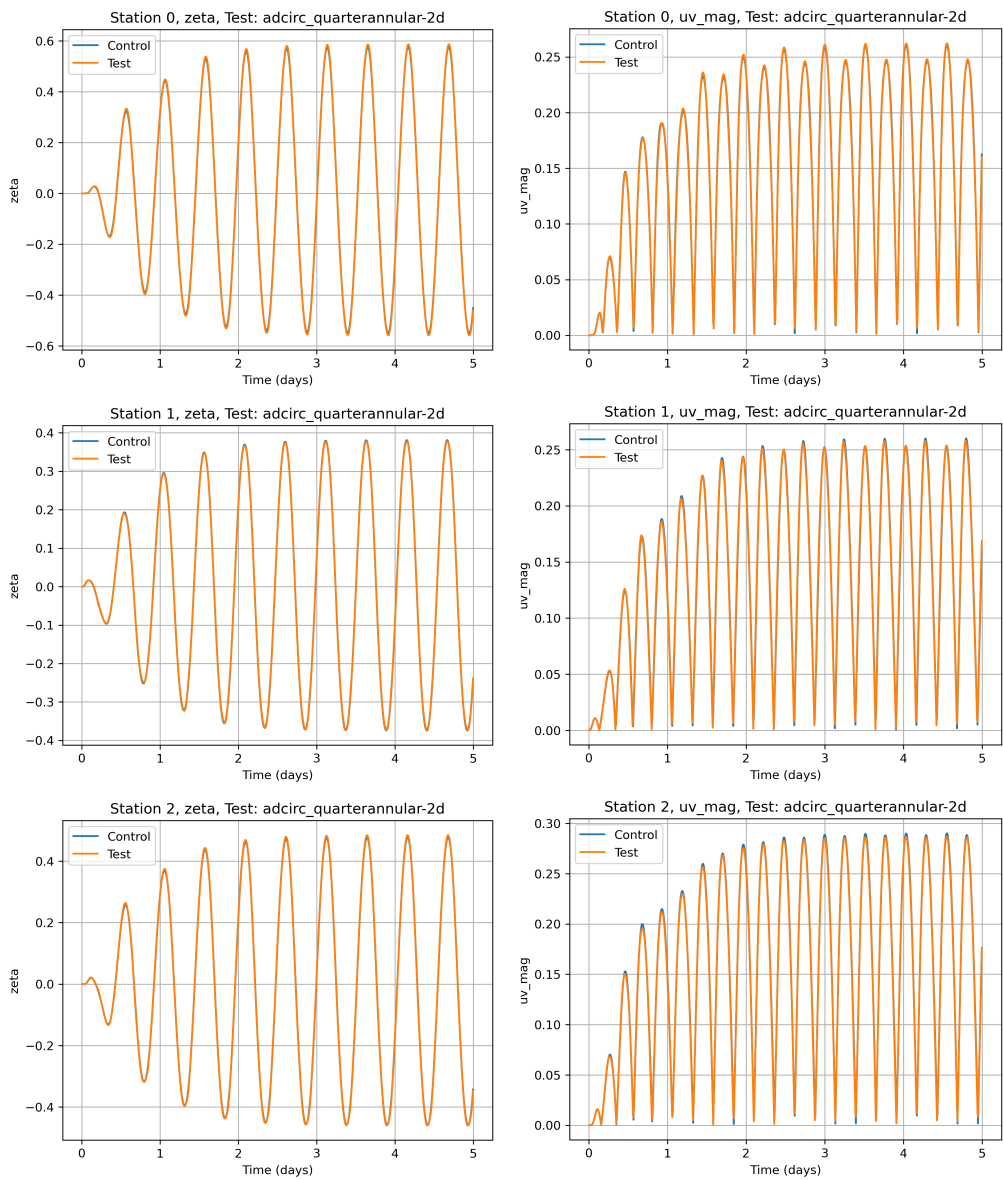 Station 0, zeta, Test: adcirc_quarterannular-2d
Control
Test
0.6
0.4
0.2
0.0
−0.2
−0.4
−0.6
zeta
0 1 2 3 4 5
Time (days)
Station 0, uv_mag, Test: adcirc_quarterannular-2d
Control
Test
0.25
0.20
0.15
0.10
0.05
0.00
uv_mag
0 1 2 3 4 5
Time (days)
Station 1, zeta, Test: adcirc_quarterannular-2d
Control
Test
0.4
0.3
0.2
0.1
0.0
−0.1
−0.2
−0.3
−0.4
zeta
0 1 2 3 4 5
Time (days)
Station 1, uv_mag, Test: adcirc_quarterannular-2d
Control
Test
0.25
0.20
0.15
0.10
0.05
0.00
uv_mag
0 1 2 3 4 5
Time (days)
Station 2, zeta, Test: adcirc_quarterannular-2d
Control
Test
0.4
0.2
0.0
−0.2
−0.4
zeta
0 1 2 3 4 5
Time (days)
Station 2, uv_mag, Test: adcirc_quarterannular-2d
Control
Test
0.30
0.25
0.20
0.15
0.10
0.05
0.00
uv_mag
0 1 2 3 4 5
Time (days)